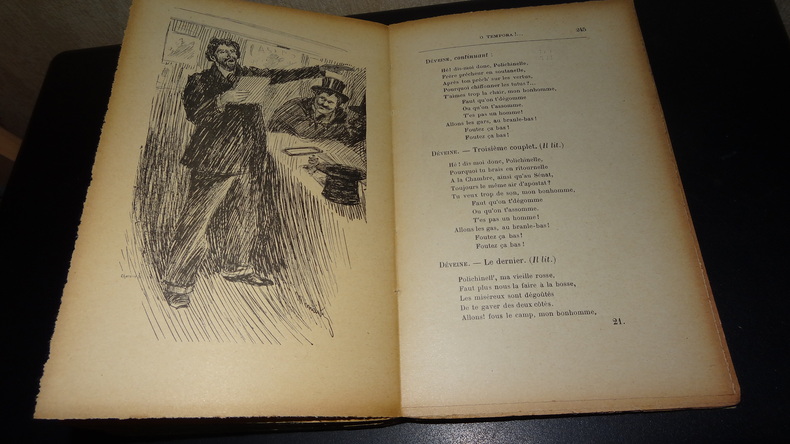 O TEMPORA!...
245
DÉVEINE, continuant :
Hé! dis-moi donc, Polichinelle,
Foire prêcheur en soutanelle,
Après ton prêch' sur les vertus,
Pourquoi chiffonner les tutus?...
T'aimes trop la chair, mon bonhomme,
Faut qu'on t'dégomme
Ou qu'on t'assomme.
T'es pas un homme!
Allons les gars, au branle-bas!
Foutez ça bas!
Foutez ça bas!
DÉVEINE. — Troisième couplet. (Il lit.)
Hé! dis-moi donc, Polichinelle,
Pourquoi tu brais en ritournelle
A la Chambre, ainsi qu'au Sénat,
Toujours le même air d'apostat?
Tu veux trop de son, mon bonhomme,
Faut qu'on t'dégomme
Ou qu'on t'assomme.
T'es pas un homme!
Allons les gas, au branle-bas!
Foutez ça bas!
Foutez ça bas!
DÉVEINE. — Le dernier. (Il lit.)
Polichinell', ma vieille rosse,
Faut plus nous la faire à la bosse,
Les miséreux sont dégoûtés
De te gaver des deux côtés.
Allons! fous le camp, mon bonhomme,
21.